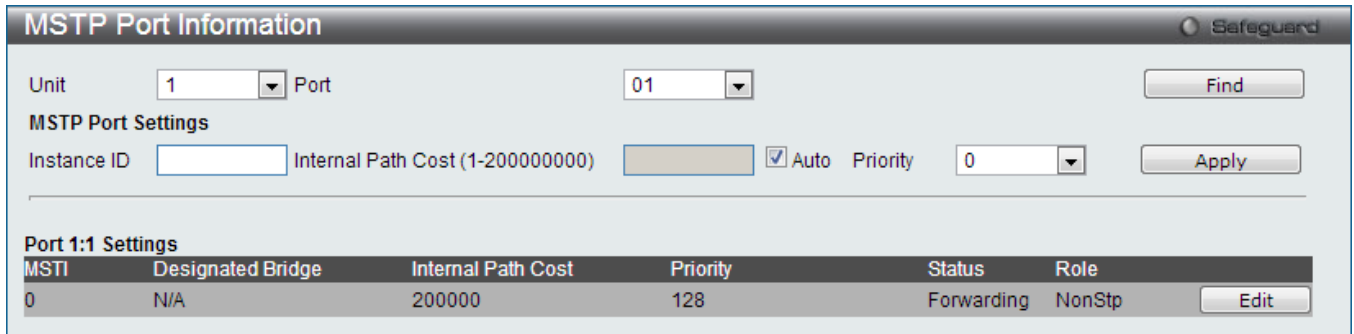 MSTP Port Information Safeguard
Unit 1 Port 01 Find
MSTP Port Settings
Instance ID Internal Path Cost (1-200000000) Auto Priority 0 Apply
Port 1:1 Settings
MSTI Designated Bridge Internal Path Cost Priority Status Role
0 N/A 200000 128 Forwarding NonStp Edit